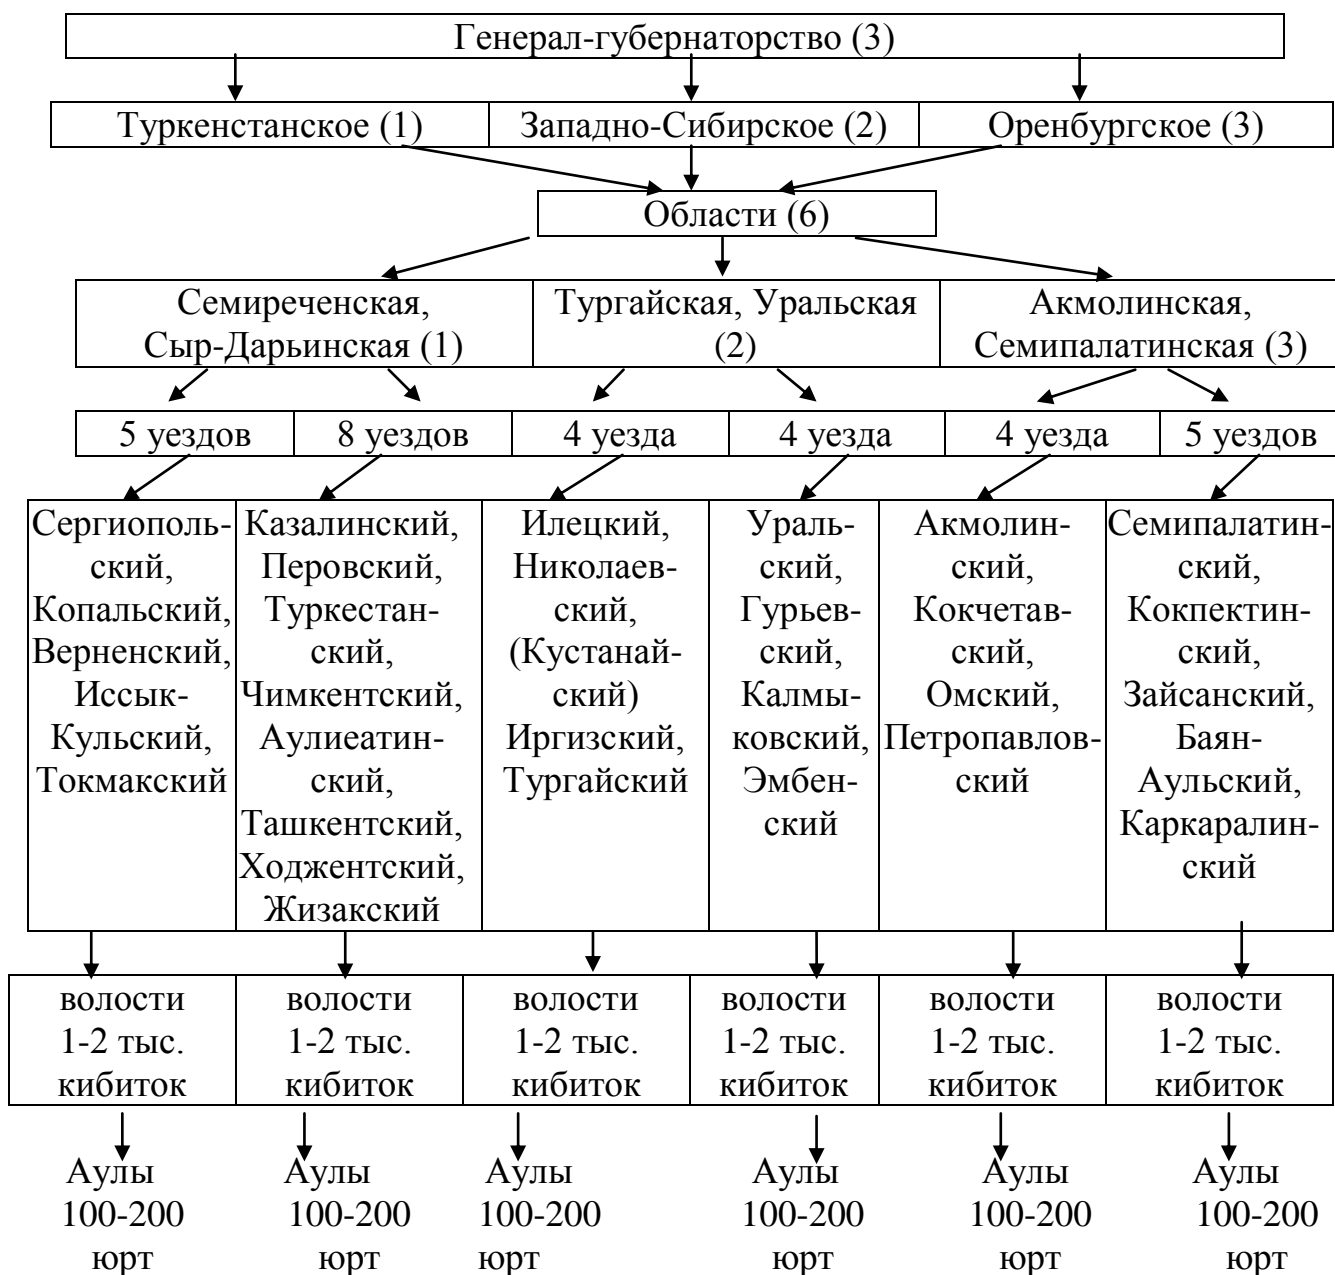 Генерал-губернаторство (3)
Туркенстанское (1)
Западно-Сибирское (2)
Оренбургское (3)
Области (6)
Семиреченская,
Сыр-Дарьинская (1)
Тургайская, Уральская
(2)
Акмолинская,
Семипалатинская (3)
5 уездов
8 уездов
4 уезда
4 уезда
4 уезда
5 уездов
Сергиополь-
ский,
Копальский,
Верненский,
Иссык-
Кульский,
Токмакский
Казалинский,
Перовский,
Туркестан-
ский,
Чимкентский,
Аулиеатин-
ский,
Ташкентский,
Ходжентский,
Жизакский
Илецкий,
Николаев-
ский,
(Кустанай-
ский)
Иргизский,
Тургайский
Ураль-
ский,
Гурьев-
ский,
Калмы-
ковский,
Эмбен-
ский
Акмолин-
ский,
Кокчетав-
ский,
Омский,
Петропавлов-
ский
Семипалатин-
ский,
Кокпектин-
ский,
Зайсанский,
Баян-
Аульский,
Каркаралин-
ский
волости
1-2 тыс.
кибиток
волости
1-2 тыс.
кибиток
волости
1-2 тыс.
кибиток
волости
1-2 тыс.
кибиток
волости
1-2 тыс.
кибиток
волости
1-2 тыс.
кибиток
Аулы
100-200
юрт
Аулы
100-200
юрт
Аулы
100-200
юрт
Аулы
100-200
юрт
Аулы
100-200
юрт
Аулы
100-200
юрт